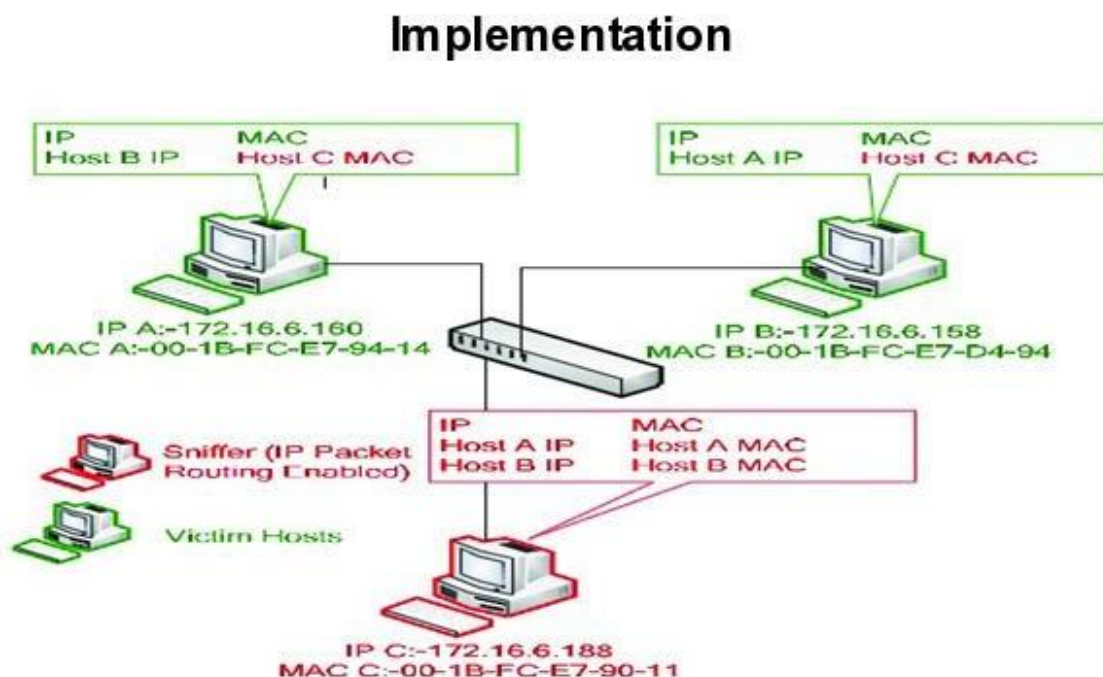 Implementation
IP MAC
Host B IP Host C MAC
IP MAC
Host A IP Host C MAC
IP A:-172.16.6.160
MAC A:-00-1B-FC-E7-94-14
IP B:-172.16.6.158
MAC B:-00-1B-FC-E7-D4-94
IP MAC
Host A IP Host A MAC
Host B IP Host B MAC
Sniffer (IP Packet
Routing Enabled)
Victim Hosts
IP C:-172.16.6.188
MAC C:-00-1B-FC-E7-90-11